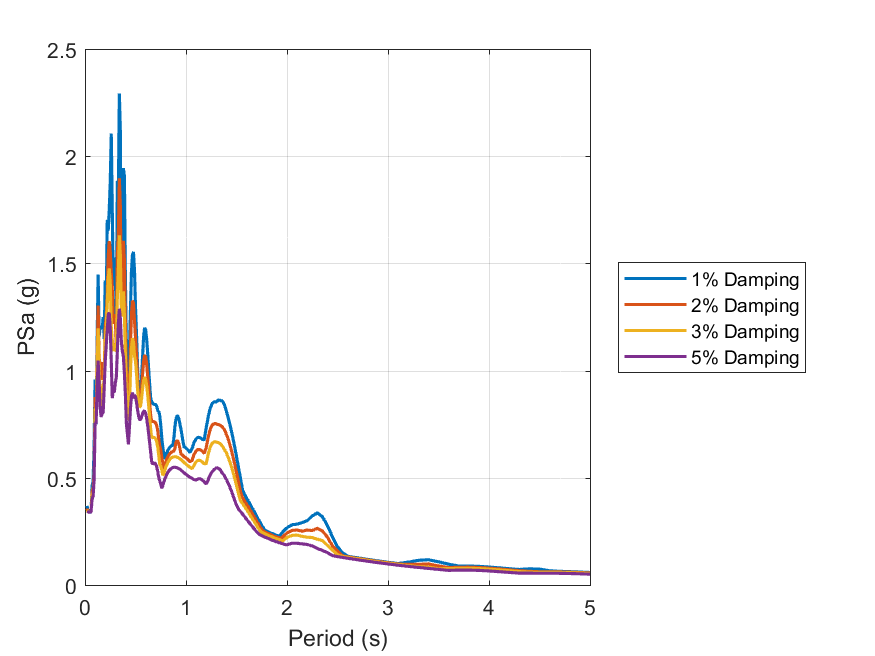 2.5
2
1.5
1
0.5
0
0 1 2 3 4 5
PSa (g)
Period (s)
1% Damping
2% Damping
3% Damping
5% Damping